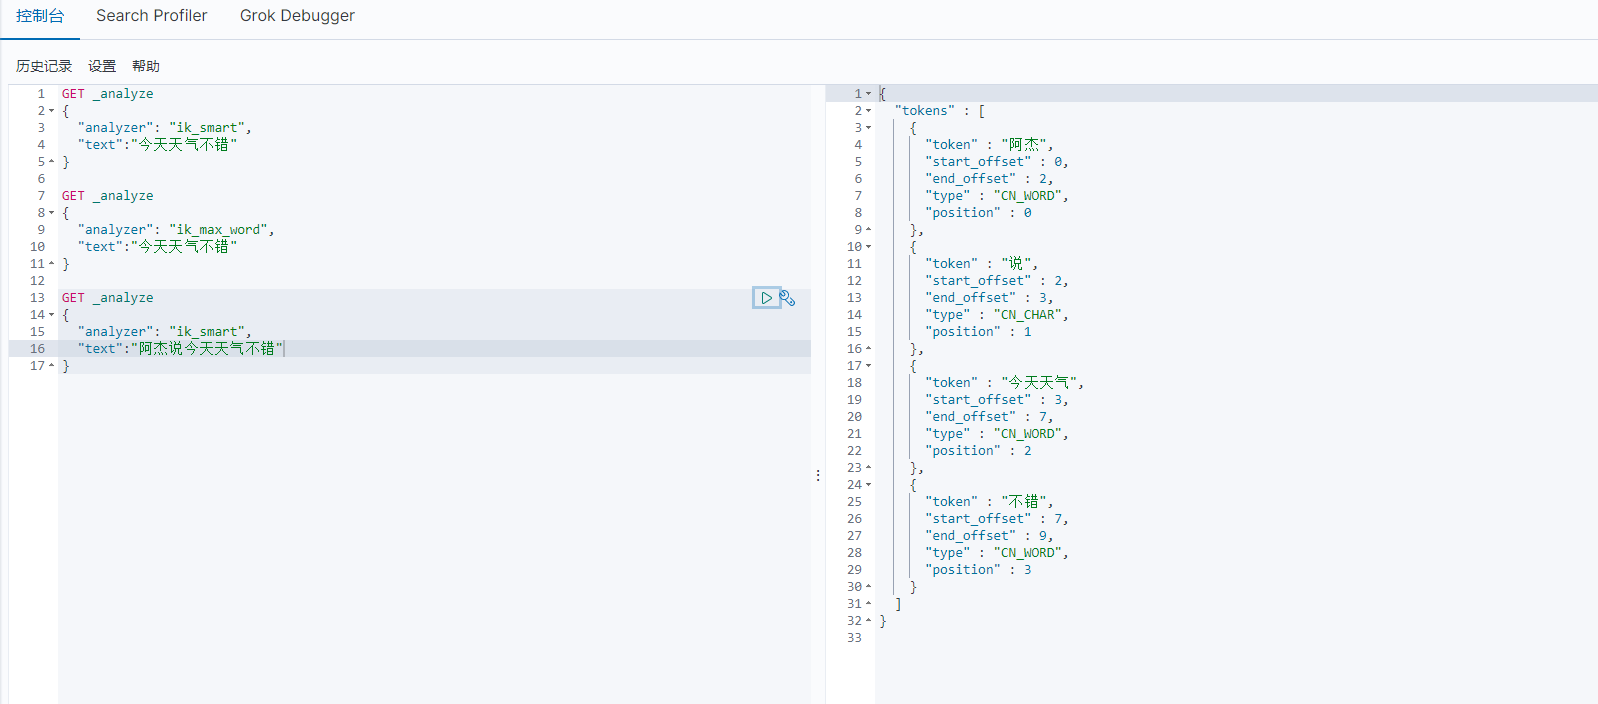 控制台 Search Profiler Grok Debugger
历史记录 设置 帮助
1 GET _analyze
2 {
3 "analyzer": "ik_smart",
4 "text":"今天天气不错"
5 }
6
7 GET _analyze
8 {
9 "analyzer": "ik_max_word",
10 "text":"今天天气不错"
11 }
12
13 GET _analyze
14 {
15 "analyzer": "ik_smart",
16 "text":"阿杰说今天天气不错"
17 }
1 {
2 "tokens" : [
3 {
4 "token" : "阿杰",
5 "start_offset" : 0,
6 "end_offset" : 2,
7 "type" : "CN_WORD",
8 "position" : 0
9 },
10 {
11 "token" : "说",
12 "start_offset" : 2,
13 "end_offset" : 3,
14 "type" : "CN_CHAR",
15 "position" : 1
16 },
17 {
18 "token" : "今天天气",
19 "start_offset" : 3,
20 "end_offset" : 7,
21 "type" : "CN_WORD",
22 "position" : 2
23 },
24 {
25 "token" : "不错",
26 "start_offset" : 7,
27 "end_offset" : 9,
28 "type" : "CN_WORD",
29 "position" : 3
30 }
31 ]
32 }
33